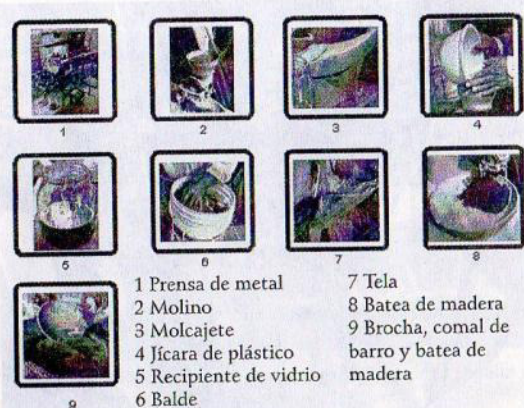 1
2
3
4
5
6
7
8
9
1 Prensa de metal
2 Molino
3 Molcajete
4 Jícara de plástico
5 Recipiente de vidrio
6 Balde
7 Tela
8 Batea de madera
9 Brocha, comal de
barro y batea de
madera